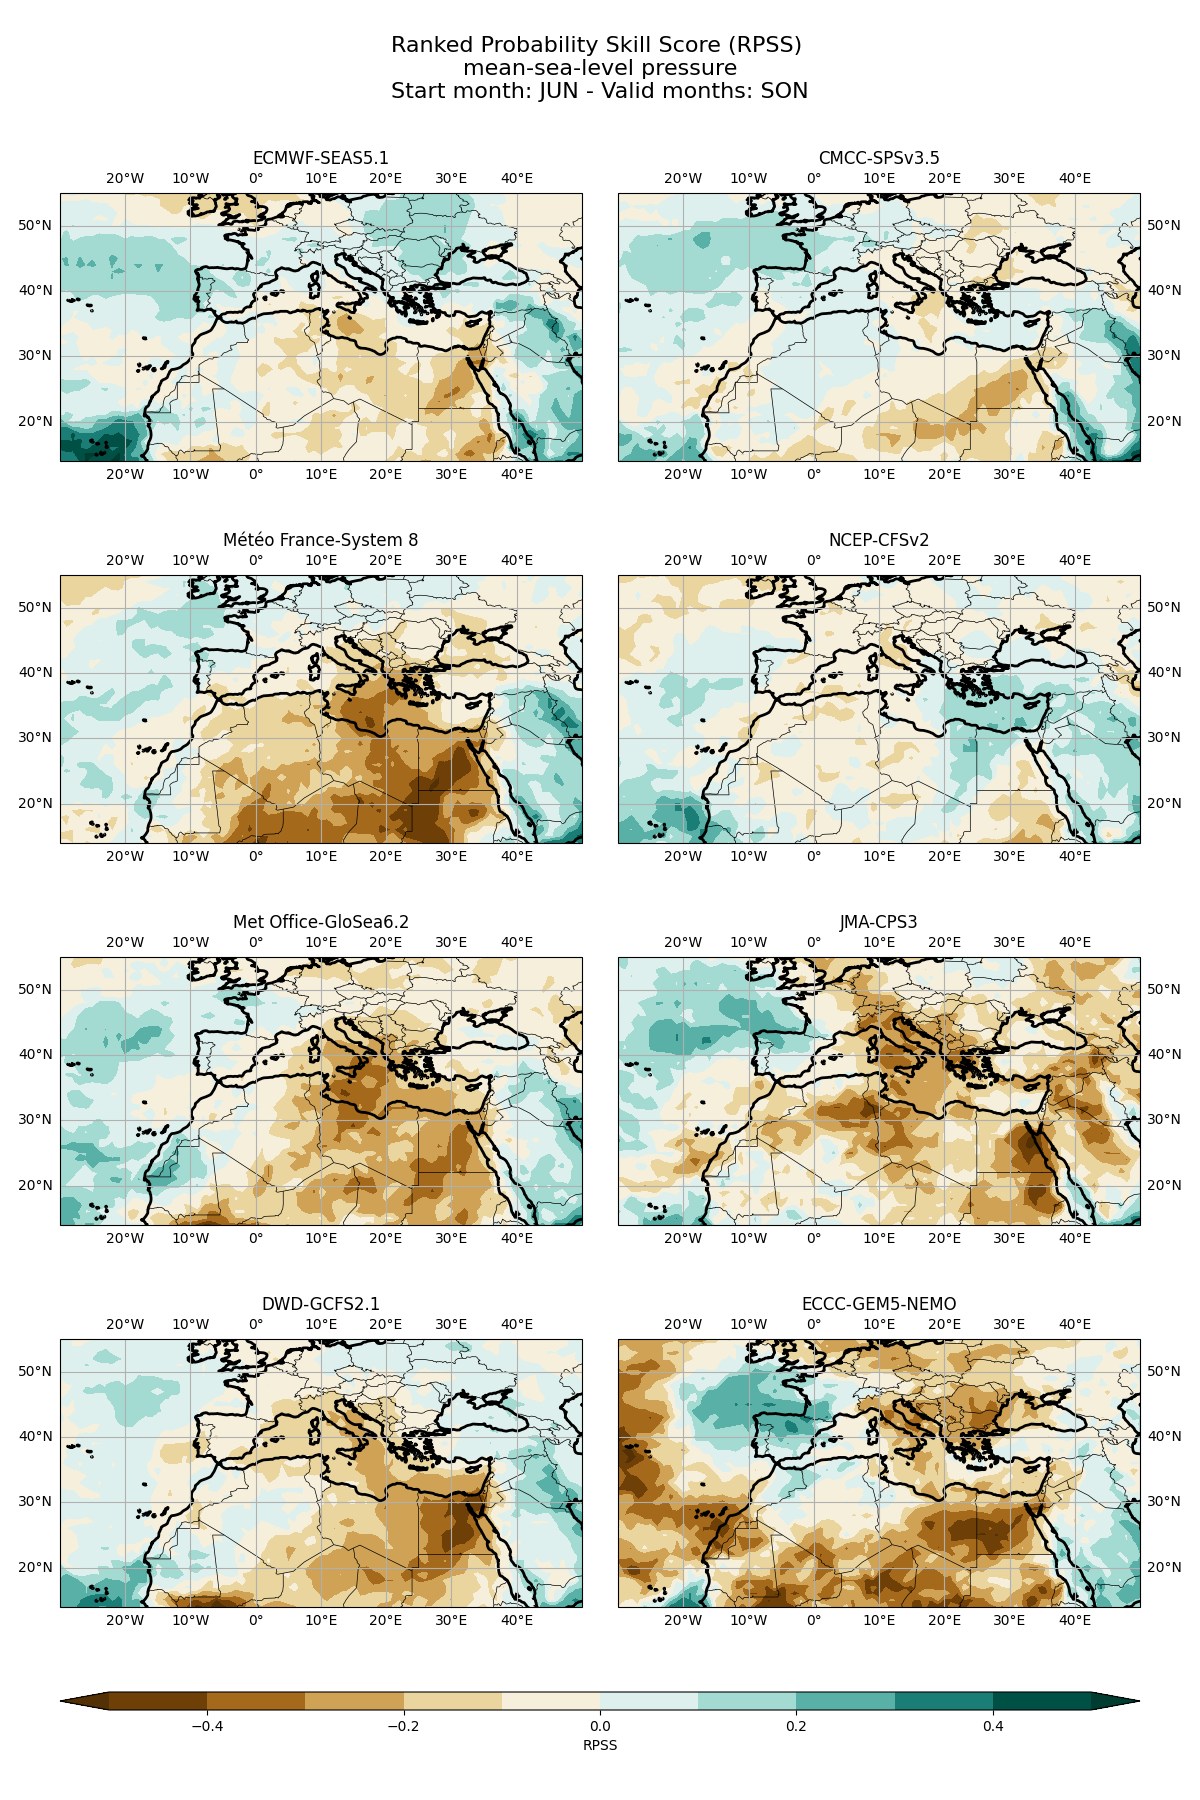 Ranked Probability Skill Score (RPSS)
mean-sea-level pressure
Start month: JUN - Valid months: SON
ECMWF-SEAS5.1
20°W 10°W 0° 10°E 20°E 30°E 40°E
50°N
40°N
30°N
20°N
20°W 10°W 0° 10°E 20°E 30°E 40°E
CMCC-SPSv3.5
20°W 10°W 0° 10°E 20°E 30°E 40°E
50°N
40°N
30°N
20°N
20°W 10°W 0° 10°E 20°E 30°E 40°E
Météo France-System 8
20°W 10°W 0° 10°E 20°E 30°E 40°E
50°N
40°N
30°N
20°N
20°W 10°W 0° 10°E 20°E 30°E 40°E
NCEP-CFSv2
20°W 10°W 0° 10°E 20°E 30°E 40°E
50°N
40°N
30°N
20°N
20°W 10°W 0° 10°E 20°E 30°E 40°E
Met Office-GloSea6.2
20°W 10°W 0° 10°E 20°E 30°E 40°E
50°N
40°N
30°N
20°N
20°W 10°W 0° 10°E 20°E 30°E 40°E
JMA-CPS3
20°W 10°W 0° 10°E 20°E 30°E 40°E
50°N
40°N
30°N
20°N
20°W 10°W 0° 10°E 20°E 30°E 40°E
DWD-GCFS2.1
20°W 10°W 0° 10°E 20°E 30°E 40°E
50°N
40°N
30°N
20°N
20°W 10°W 0° 10°E 20°E 30°E 40°E
ECCC-GEM5-NEMO
20°W 10°W 0° 10°E 20°E 30°E 40°E
50°N
40°N
30°N
20°N
20°W 10°W 0° 10°E 20°E 30°E 40°E
−0.4 −0.2 0.0 0.2 0.4
RPSS